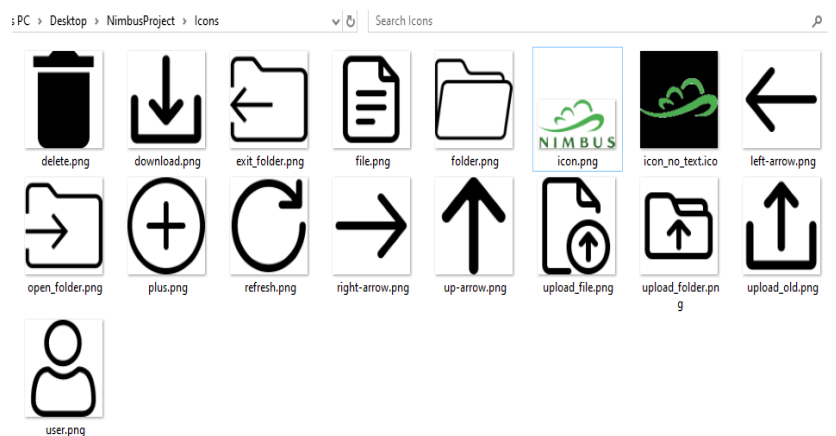 s PC > Desktop > NimbusProject > Icons
Search Icons
delete.png
download.png
exit_folder.png
file.png
folder.png
NIMBUS
icon.png
icon_no_text.ico
left-arrow.png
open_folder.png
plus.png
refresh.png
right-arrow.png
up-arrow.png
upload_file.png
upload_folder.pn
g
upload_old.png
user.png